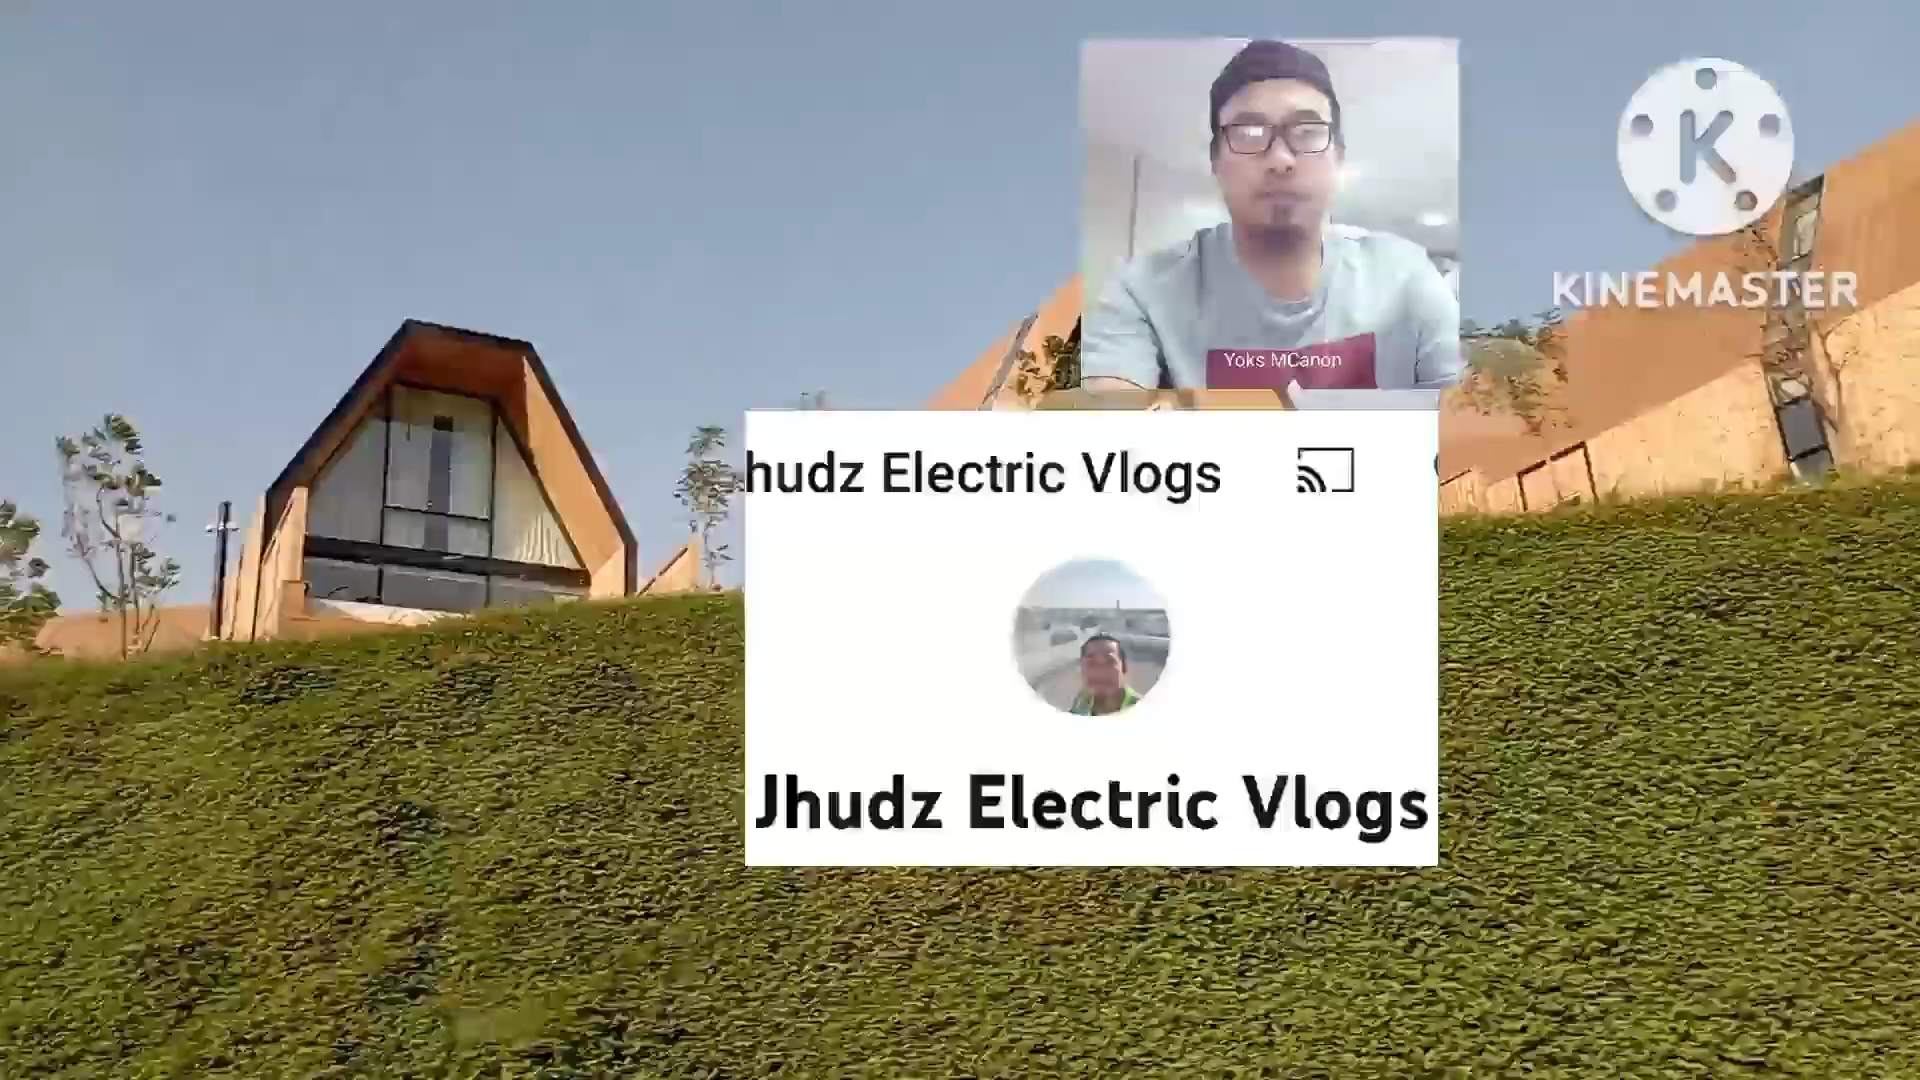 K
KINEMASTER
Yoks MCanon
hudz Electric Vlogs
Jhudz Electric Vlogs